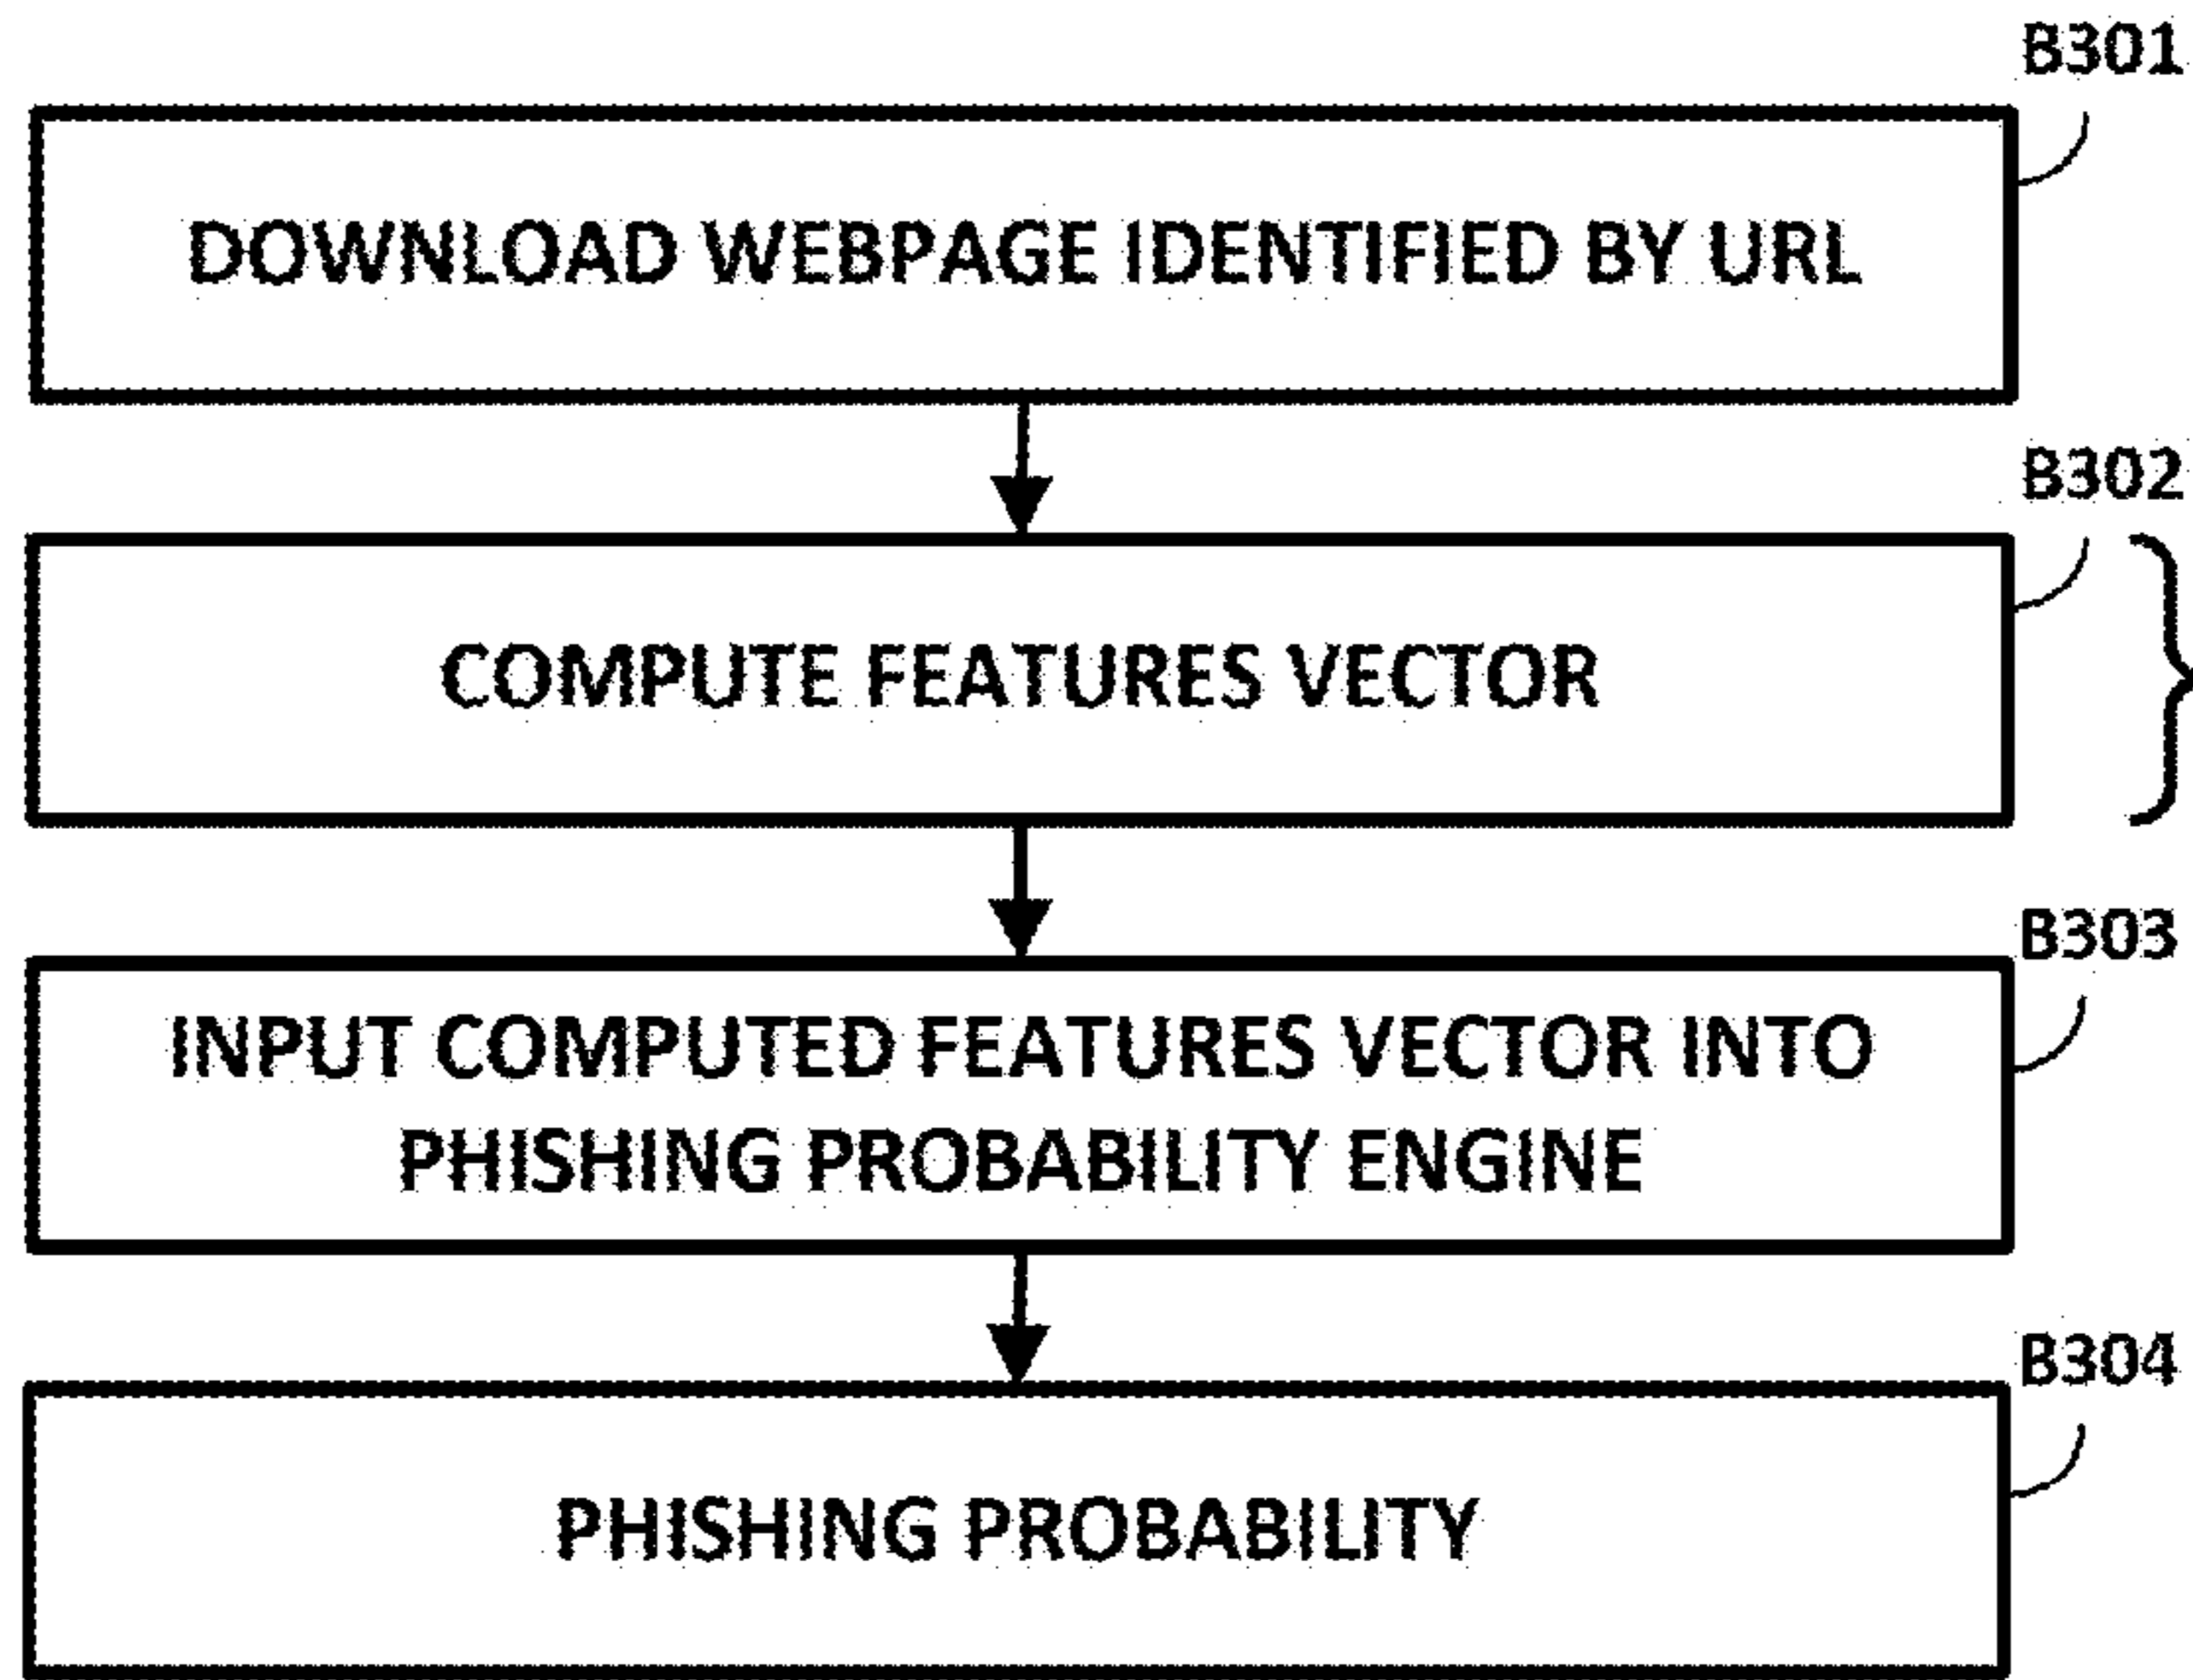 B301
DOWNLOAD WEBPAGE IDENTIFIED BY URL
B302
COMPUTE FEATURES VECTOR
B303
INPUT COMPUTED FEATURES VECTOR INTO
PHISHING PROBABILITY ENGINE
B304
PHISHING PROBABILITY